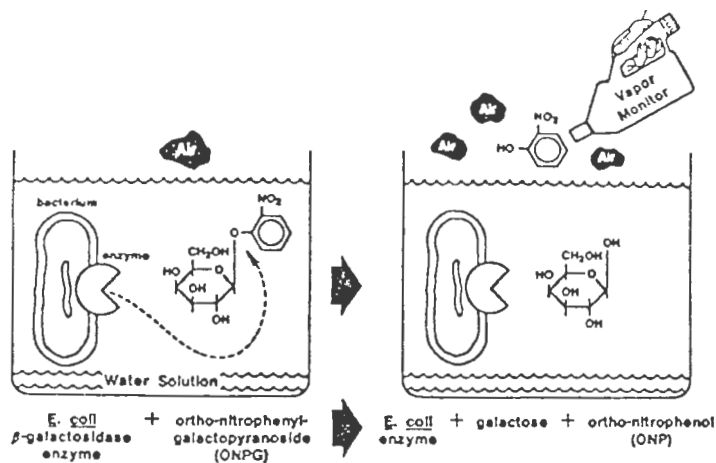 Air
bacterium
enzyme
NO₂
O
CH₂OH
HO
O
OH
OH
Water Solution
E. coli
β-galactosidase
enzyme
+
ortho-nitrophenyl-
galactopyranoside
(ONPG)
Vapor
Monitor
Air
Air
Air
NO₂
HO
CH₂OH
OH
HO
O
OH
OH
E. coli
enzyme
+
galactose
+
ortho-nitrophenol
(ONP)